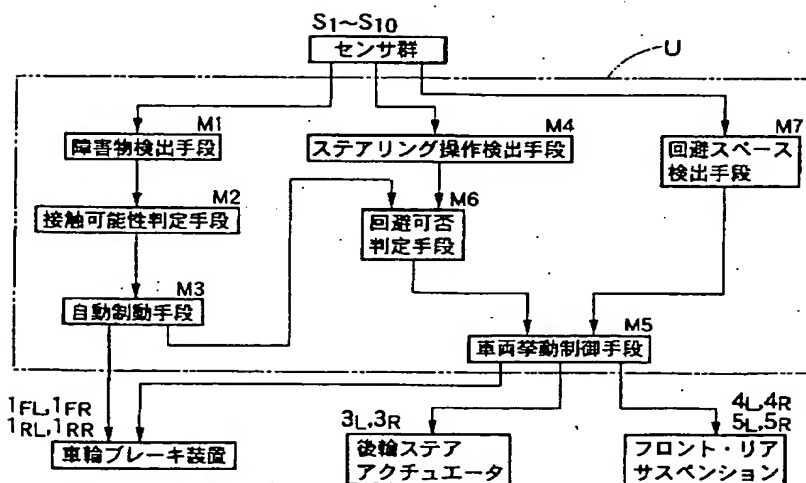 S1~S10
センサ群
U
M1
障害物検出手段
M4
ステアリング操作検出手段
M7
回避スペース
検出手段
M2
接触可能性判定手段
M6
回避可否
判定手段
M3
自動制動手段
M5
車両挙動制御手段
1FL,1FR
1RL,1RR
車輪ブレーキ装置
3L,3R
後輪ステア
アクチュエータ
4L,4R
5L,5R
フロント・リア
サスペンション